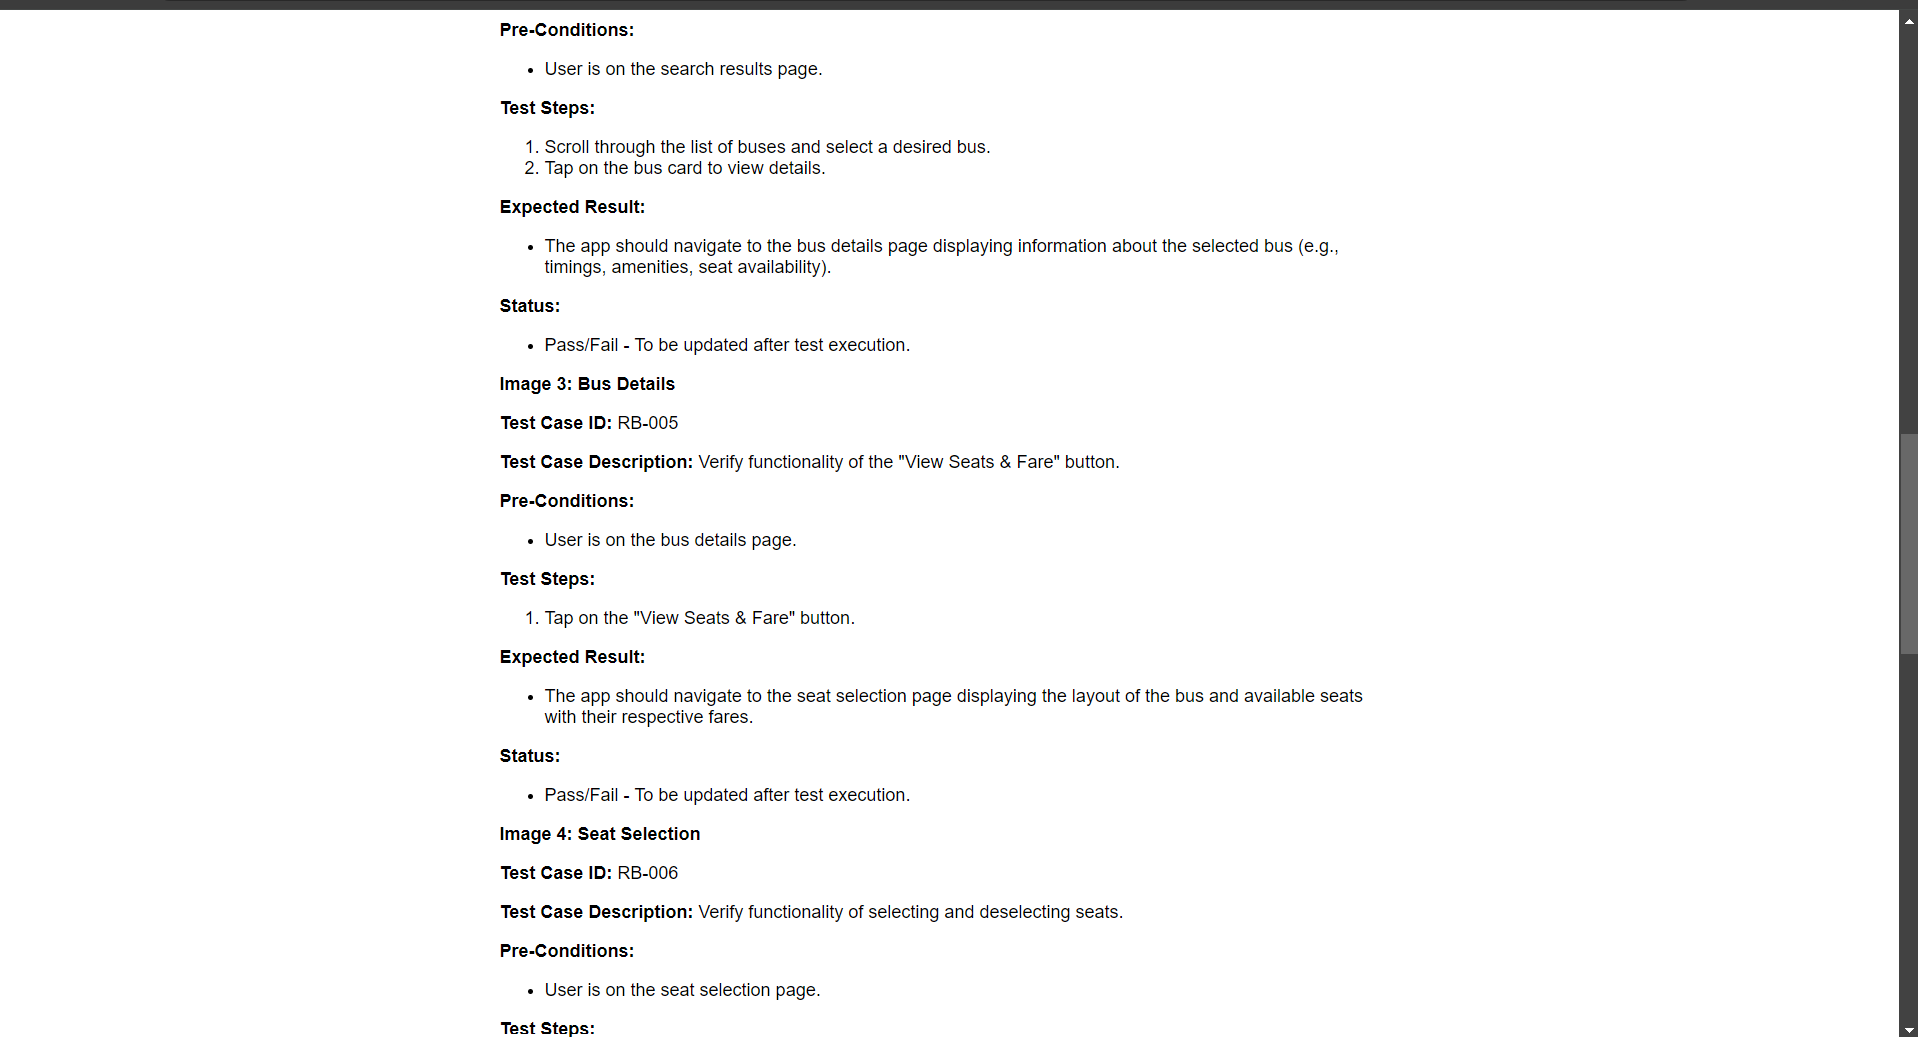 Pre-Conditions:
• User is on the search results page.
Test Steps:
1. Scroll through the list of buses and select a desired bus.
2. Tap on the bus card to view details.
Expected Result:
• The app should navigate to the bus details page displaying information about the selected bus (e.g.,
timings, amenities, seat availability).
Status:
• Pass/Fail - To be updated after test execution.
Image 3: Bus Details
Test Case ID: RB-005
Test Case Description: Verify functionality of the "View Seats & Fare" button.
Pre-Conditions:
• User is on the bus details page.
Test Steps:
1. Tap on the "View Seats & Fare" button.
Expected Result:
• The app should navigate to the seat selection page displaying the layout of the bus and available seats
with their respective fares.
Status:
• Pass/Fail - To be updated after test execution.
Image 4: Seat Selection
Test Case ID: RB-006
Test Case Description: Verify functionality of selecting and deselecting seats.
Pre-Conditions:
• User is on the seat selection page.
Test Steps: